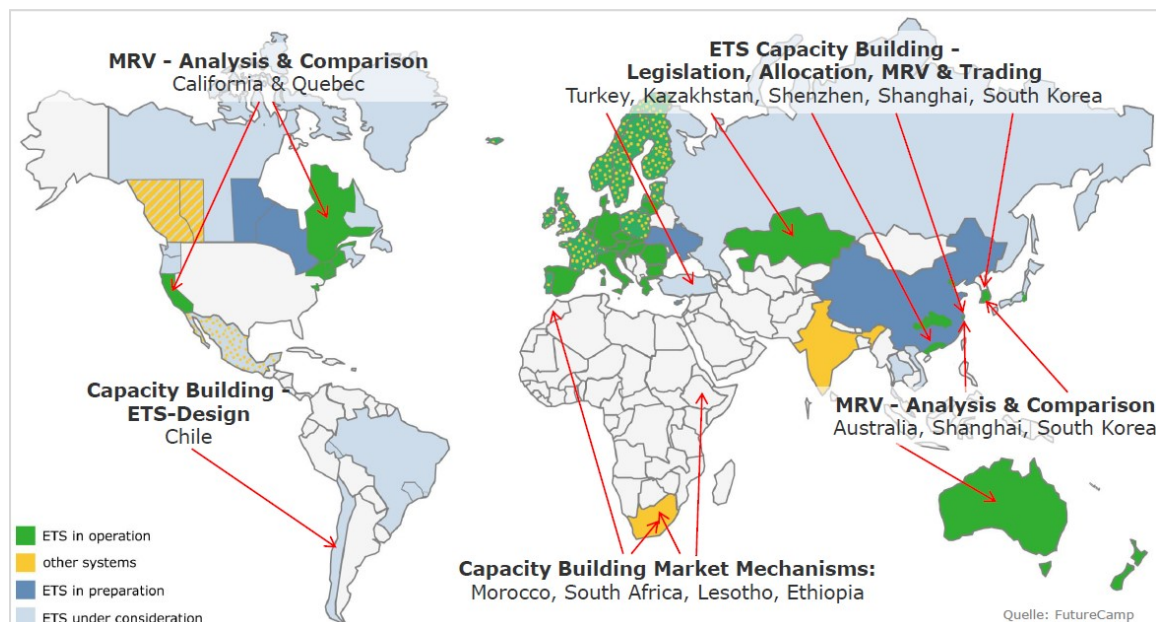 MRV - Analysis & Comparison
California & Quebec
ETS Capacity Building -
Legislation, Allocation, MRV & Trading
Turkey, Kazakhstan, Shenzhen, Shanghai, South Korea
Capacity Building -
ETS-Design
Chile
MRV - Analysis & Comparison
Australia, Shanghai, South Korea
ETS in operation
other systems
ETS in preparation
ETS under consideration
Capacity Building Market Mechanisms:
Morocco, South Africa, Lesotho, Ethiopia
Quelle: FutureCamp